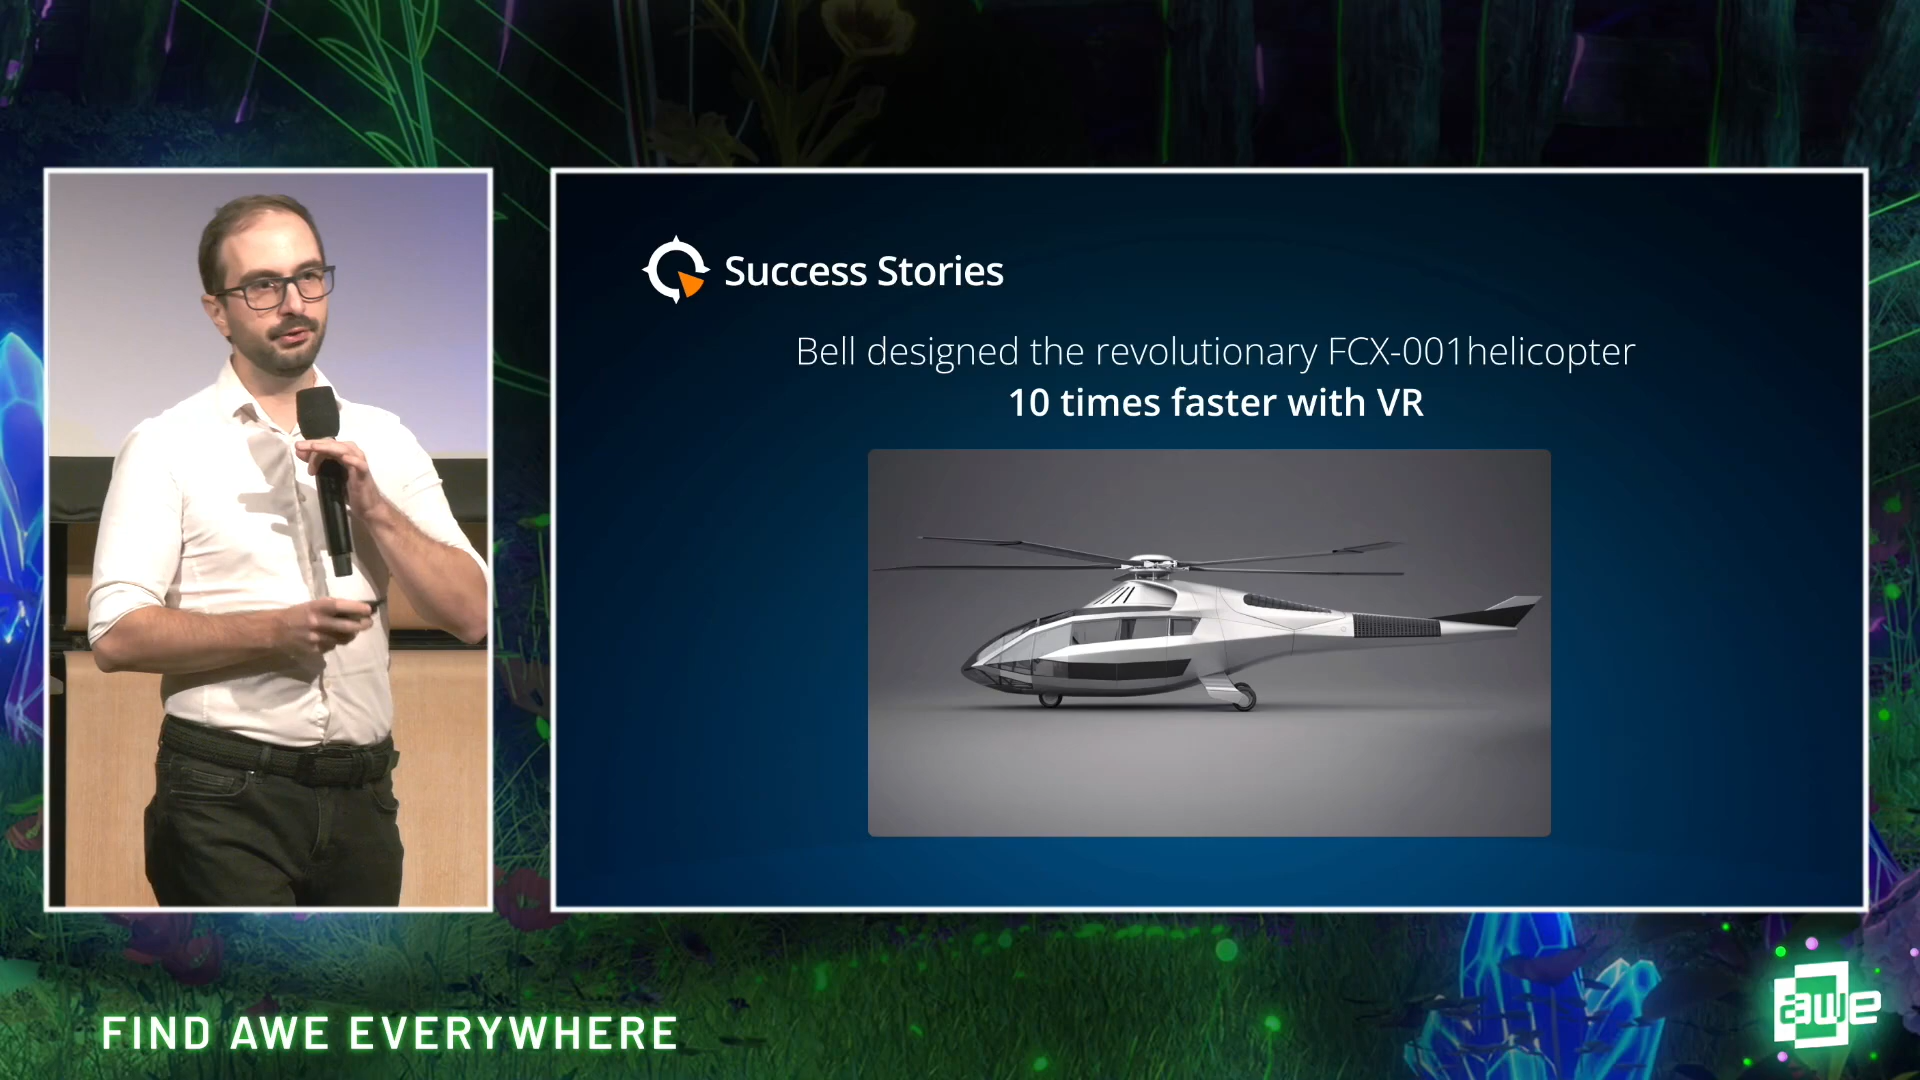 Success Stories
Bell designed the revolutionary FCX-001helicopter
10 times faster with VR
FIND AWE EVERYWHERE
awe